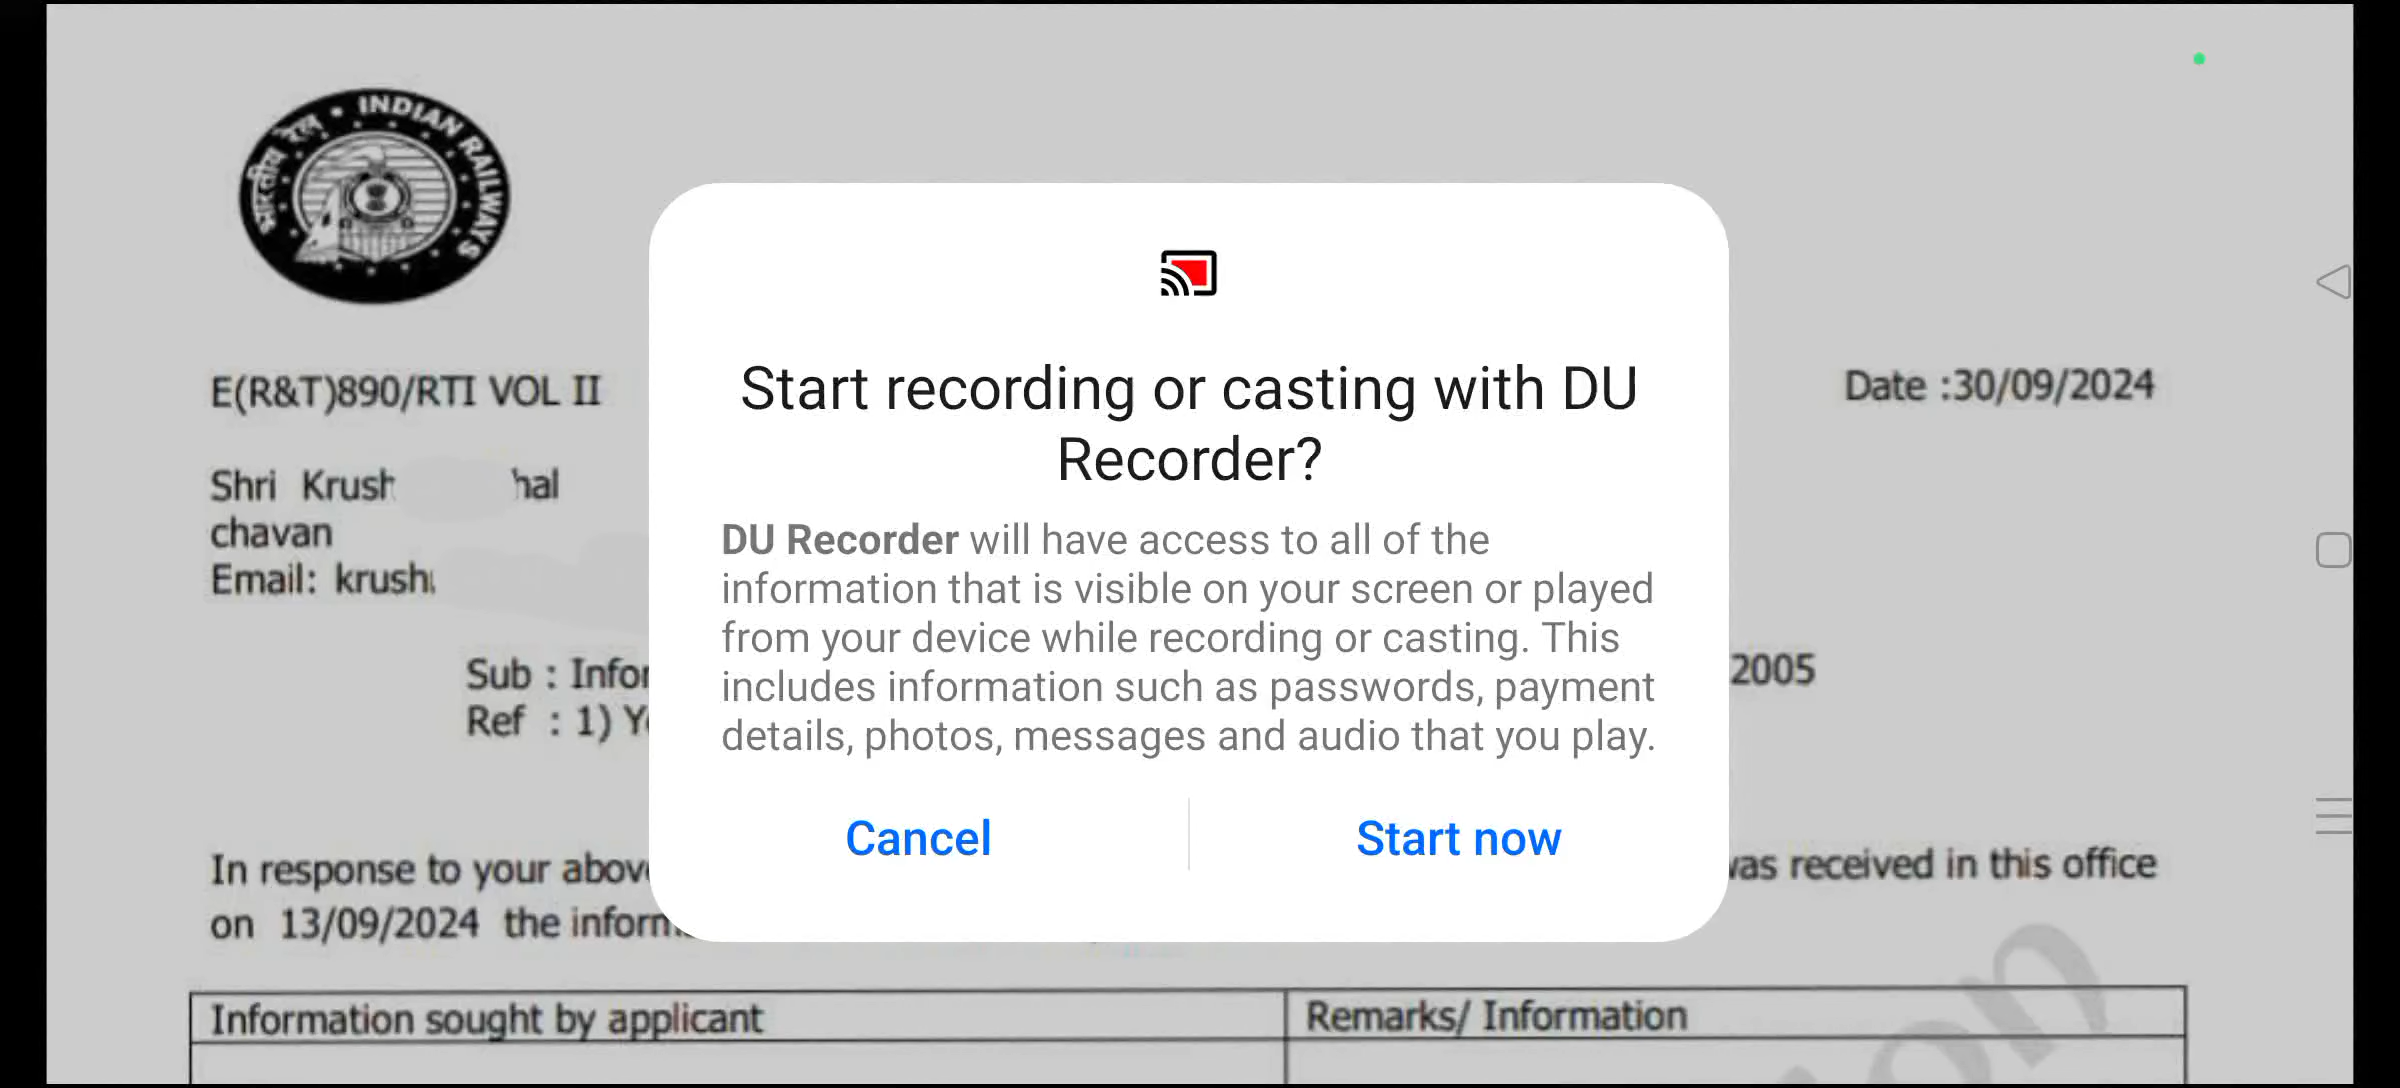 भारतीय रेल • INDIAN RAILWAYS
E(R&T)890/RTI VOL II
Date :30/09/2024
Shri Krush hal
chavan
Email: krush
Sub : Infor 2005
Ref : 1) Y
In response to your abov was received in this office
on 13/09/2024 the inform
Information sought by applicant
Remarks/ Information
on
Start recording or casting with DU
Recorder?
DU Recorder will have access to all of the
information that is visible on your screen or played
from your device while recording or casting. This
includes information such as passwords, payment
details, photos, messages and audio that you play.
Cancel
Start now